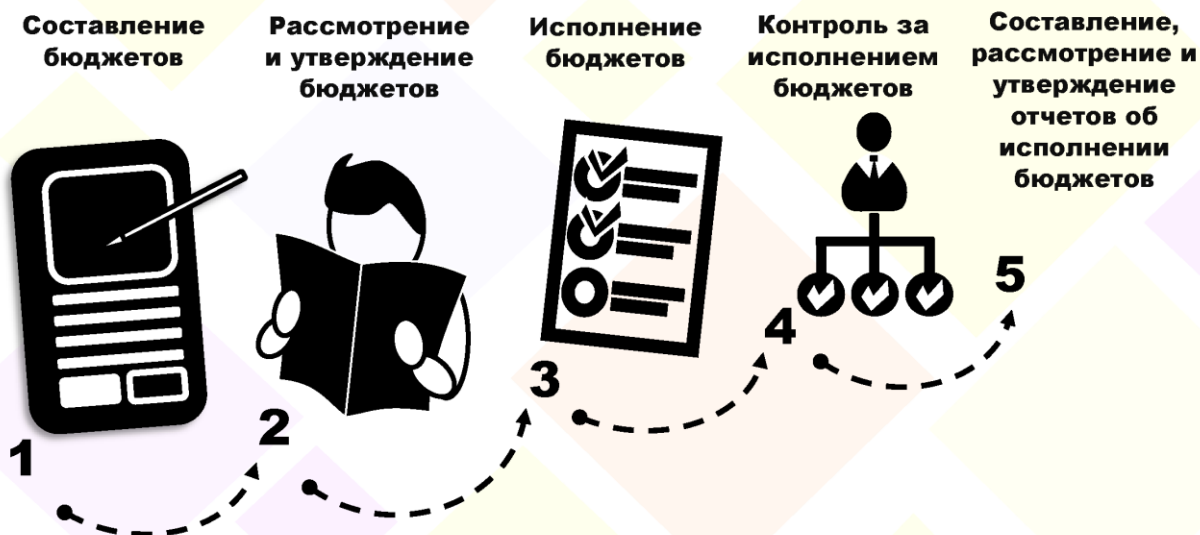 Составление
бюджетов
Рассмотрение
и утверждение
бюджетов
Исполнение
бюджетов
Контроль за
исполнением
бюджетов
Составление,
рассмотрение и
утверждение
отчетов об
исполнении
бюджетов
1
2
3
4
5